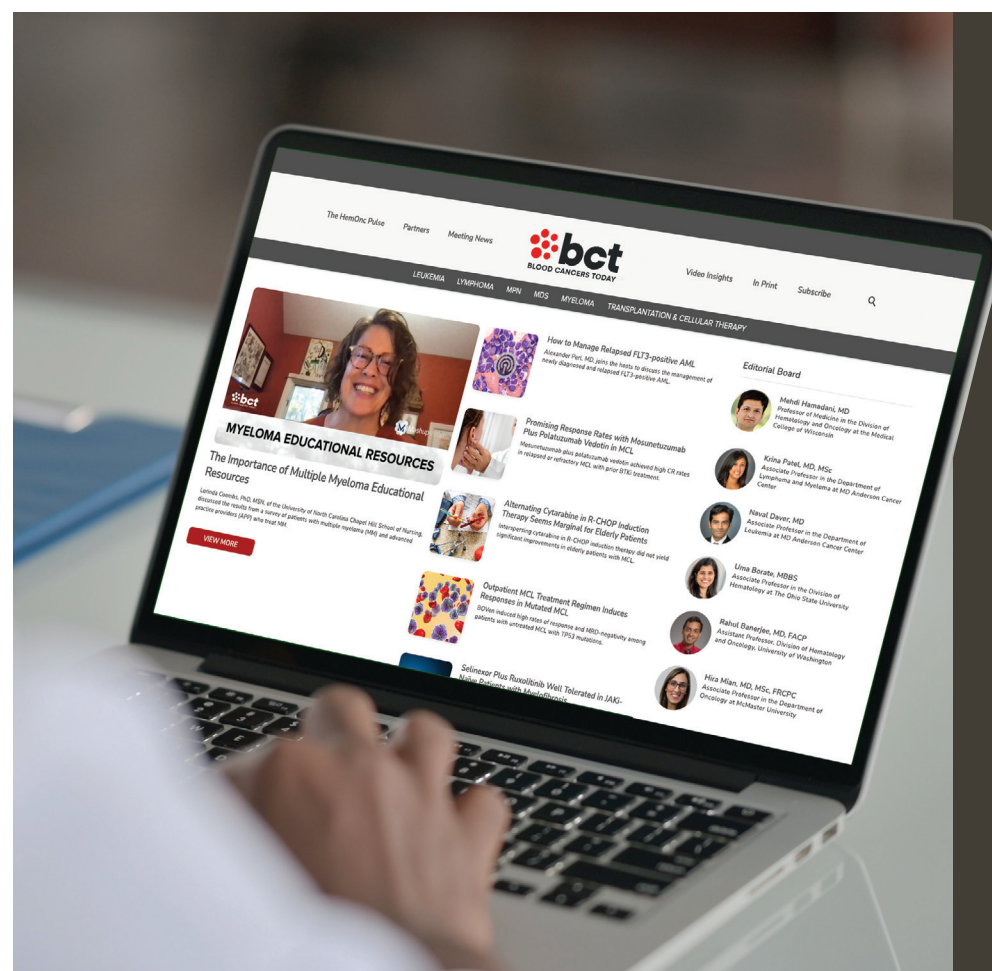 The HemOnc Pulse
Partners
Meeting News
bct
BLOOD CANCERS TODAY
Video Insights
In Print
Subscribe
LEUKEMIA
LYMPHOMA
MPN
MDS
MYELOMA
TRANSPLANTATION & CELLULAR THERAPY
bct
Mashup
MYELOMA EDUCATIONAL RESOURCES
The Importance of Multiple Myeloma Educational
Resources
Lorinda Coombs, PhD, MSN, of the University of North Carolina Chapel Hill School of Nursing,
discussed the results from a survey of patients with multiple myeloma (MM) and advanced
practice providers (APP) who treat MM.
VIEW MORE
How to Manage Relapsed FLT3-positive AML
Alexander Perl, MD, joins the hosts to discuss the management of
newly diagnosed and relapsed FLT3-positive AML.
Promising Response Rates with Mosunetuzumab
Plus Polatuzumab Vedotin in MCL
Mosunetuzumab plus polatuzumab vedotin achieved high CR rates
in relapsed or refractory MCL with prior BTKi treatment.
Alternating Cytarabine in R-CHOP Induction
Therapy Seems Marginal for Elderly Patients
Interspersing cytarabine in R-CHOP induction therapy did not yield
significant improvements in elderly patients with MCL.
Outpatient MCL Treatment Regimen Induces
Responses in Mutated MCL
BOVen induced high rates of response and MRD-negativity among
patients with untreated MCL with TP53 mutations.
Selinexor Plus Ruxolitinib Well Tolerated in JAKi-
Naïve Patients with Myelofibrosis
Editorial Board
Mehdi Hamadani, MD
Professor of Medicine in the Division of
Hematology and Oncology at the Medical
College of Wisconsin
Krina Patel, MD, MSc
Associate Professor in the Department of
Lymphoma and Myeloma at MD Anderson Cancer
Center
Naval Daver, MD
Associate Professor in the Department of
Leukemia at MD Anderson Cancer Center
Uma Borate, MBBS
Associate Professor in the Division of
Hematology at The Ohio State University
Rahul Banerjee, MD, FACP
Assistant Professor, Division of Hematology
and Oncology, University of Washington
Hira Mian, MD, MSc, FRCPC
Associate Professor in the Department of
Oncology at McMaster University